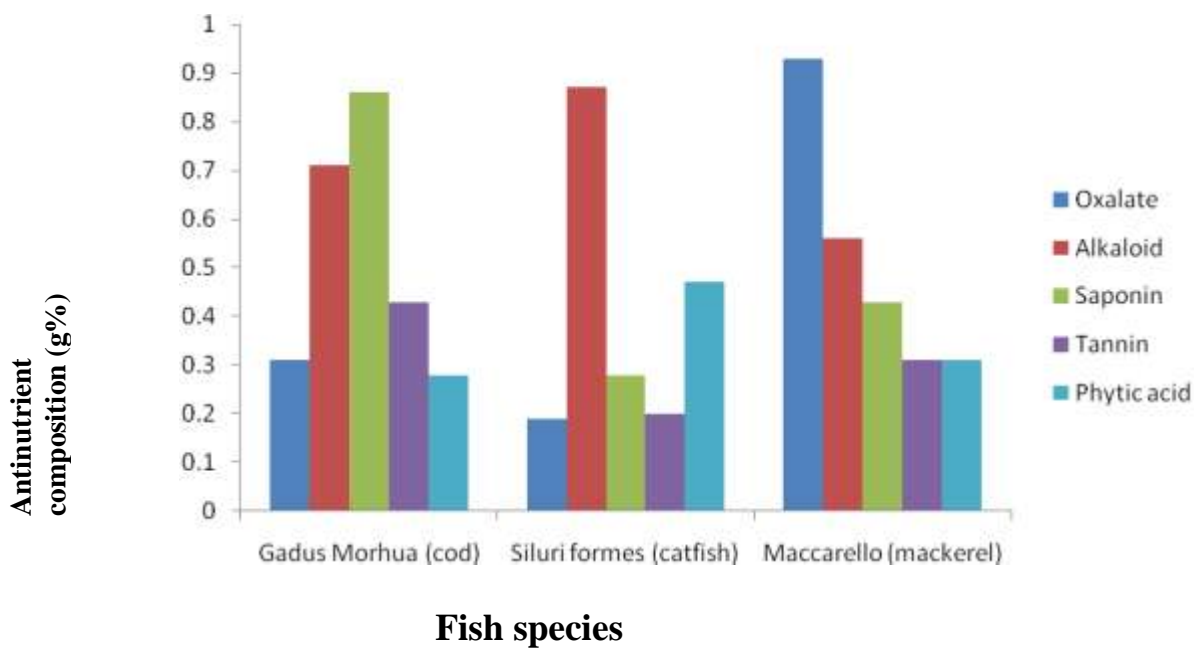 Antinutrient
composition (g%)
1
0.9
0.8
0.7
0.6
0.5
0.4
0.3
0.2
0.1
0
Gadus Morhua (cod)
Siluri formes (catfish)
Maccarello (mackerel)
Fish species
Oxalate
Alkaloid
Saponin
Tannin
Phytic acid